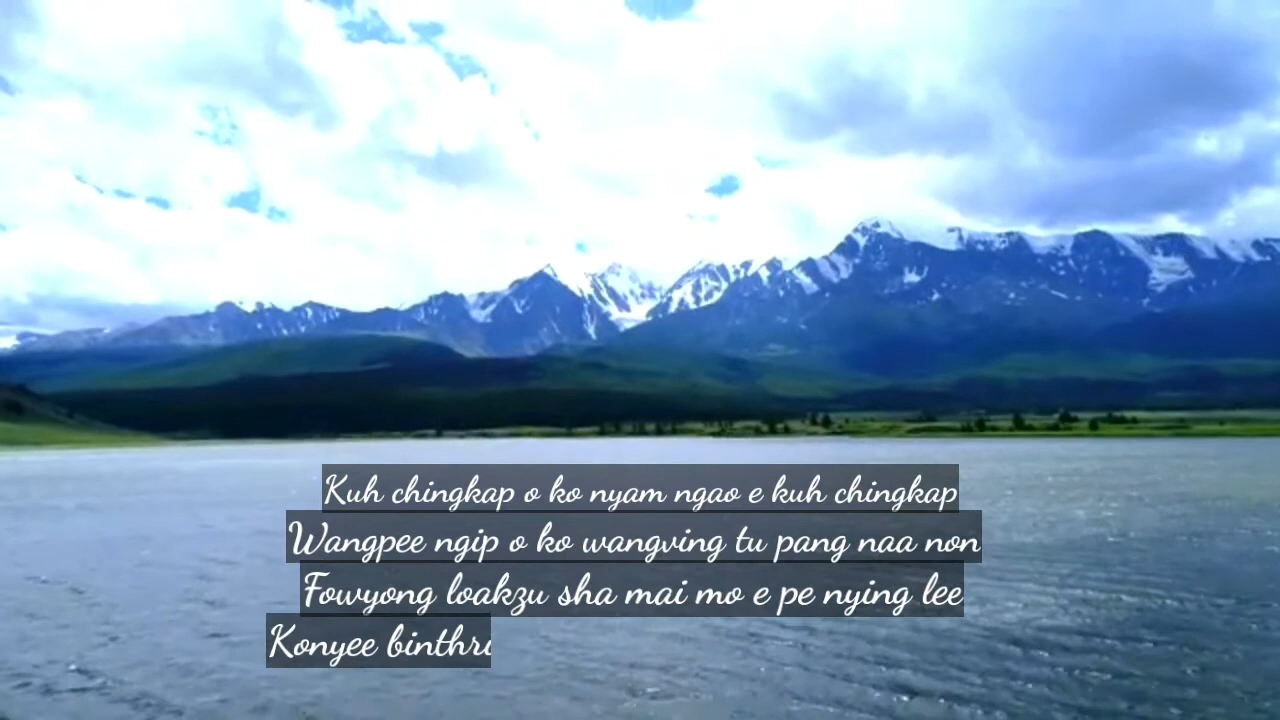 Kuh chingkap o ko nyam ngao e kuh chingkap
Wangpee ngip o ko wangving tu pang naa non
Fowyong loakzu sha mai mo e pe nying lee
Konyee